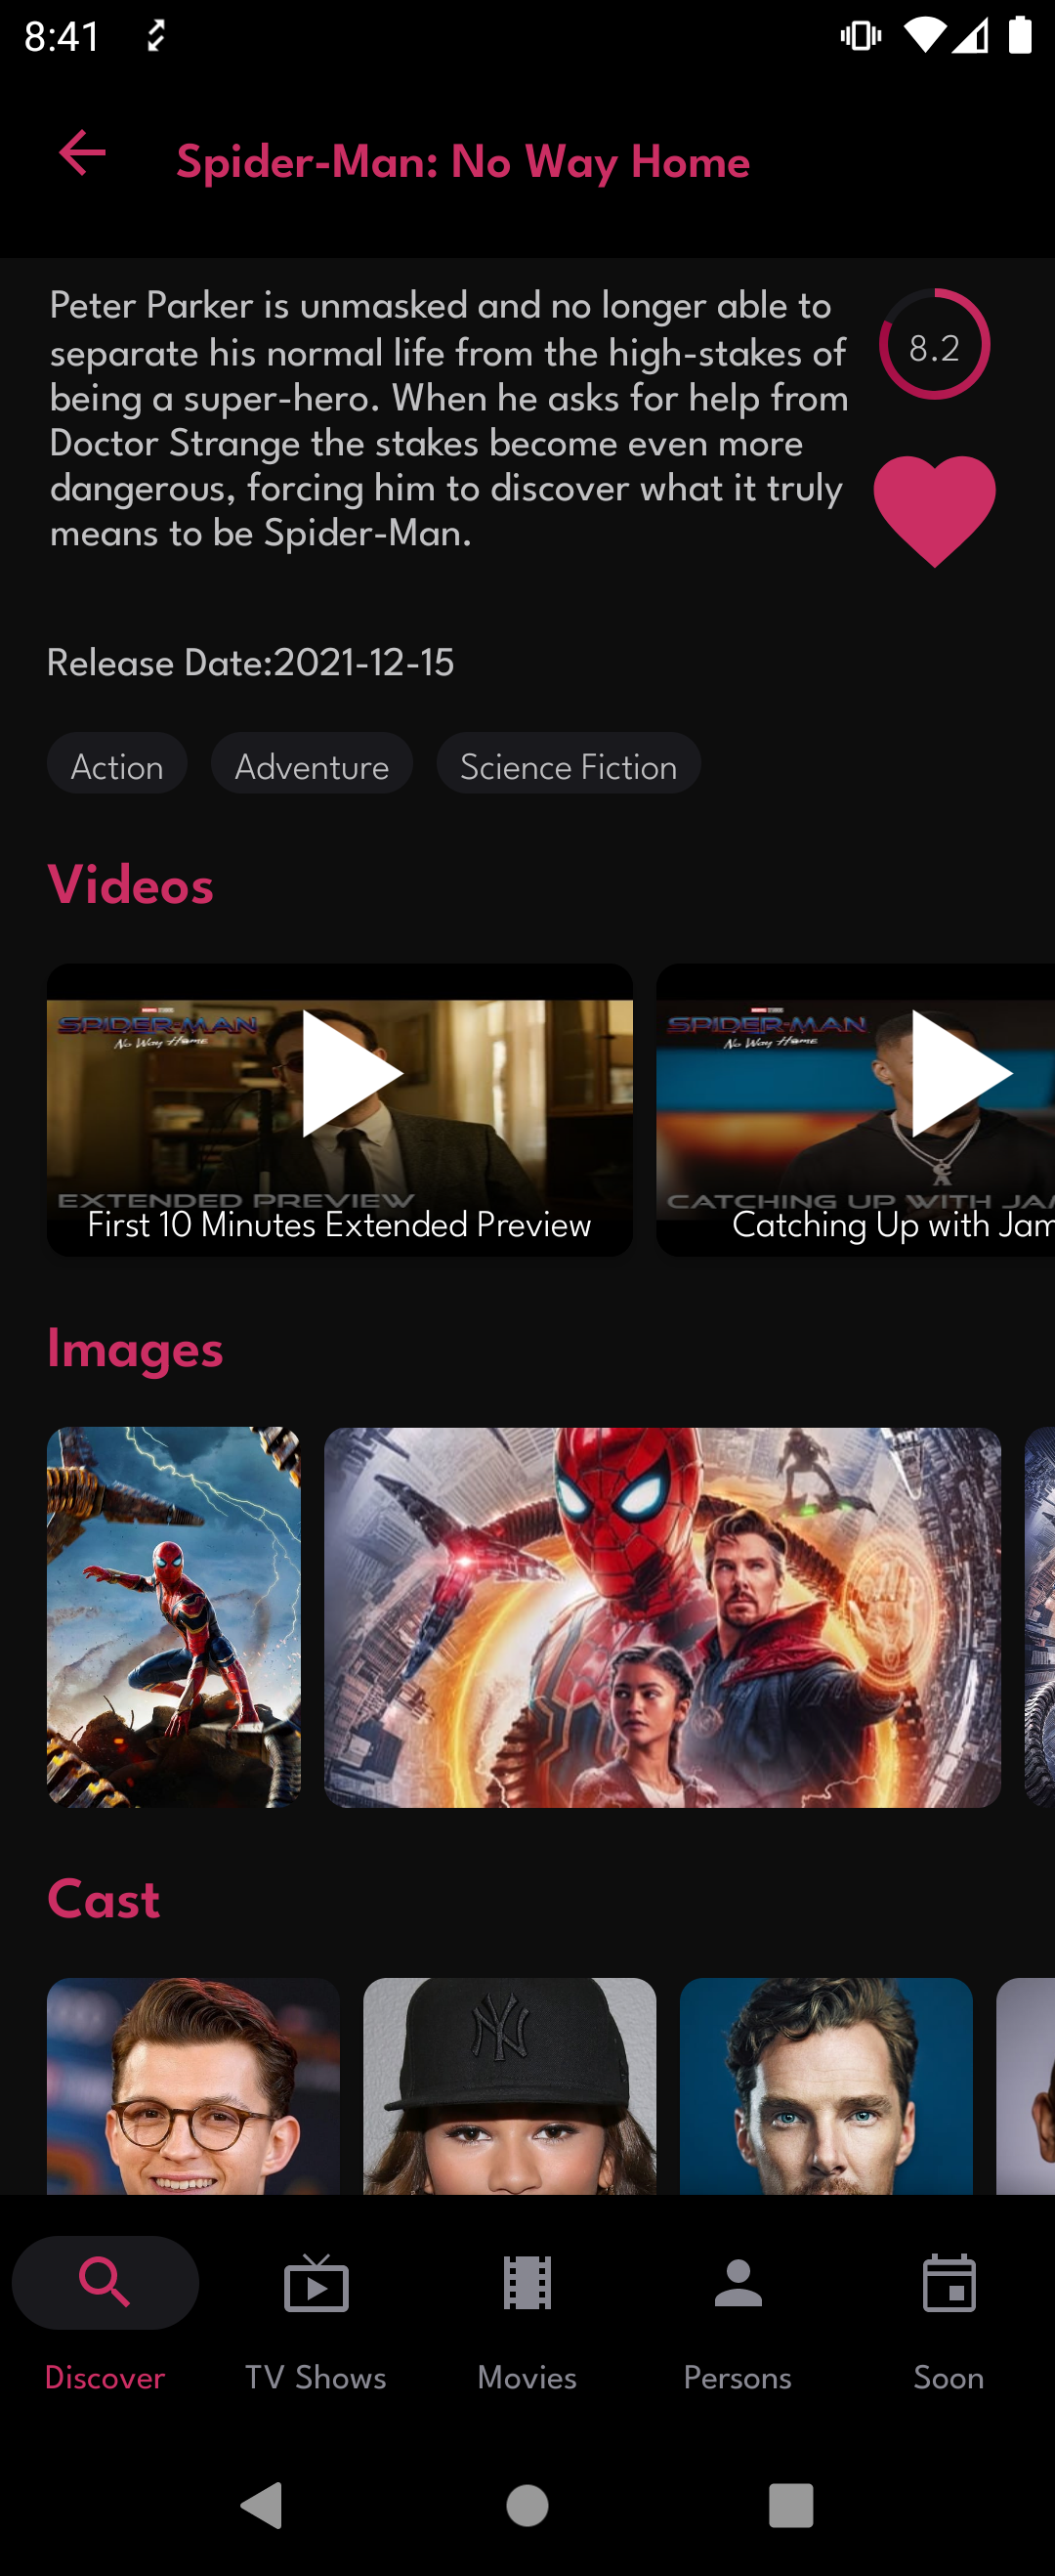 8:41
Spider-Man: No Way Home
Peter Parker is unmasked and no longer able to
separate his normal life from the high-stakes of
being a super-hero. When he asks for help from
Doctor Strange the stakes become even more
dangerous, forcing him to discover what it truly
means to be Spider-Man.
8.2
Release Date:2021-12-15
Action
Adventure
Science Fiction
Videos
SPIDER-MAN
No Way Home
EXTENDED PREVIEW
First 10 Minutes Extended Preview
SPIDER-MAN
No Way Home
CATCHING UP WITH JAM
Catching Up with Jam
Images
Cast
NY
Discover
TV Shows
Movies
Persons
Soon